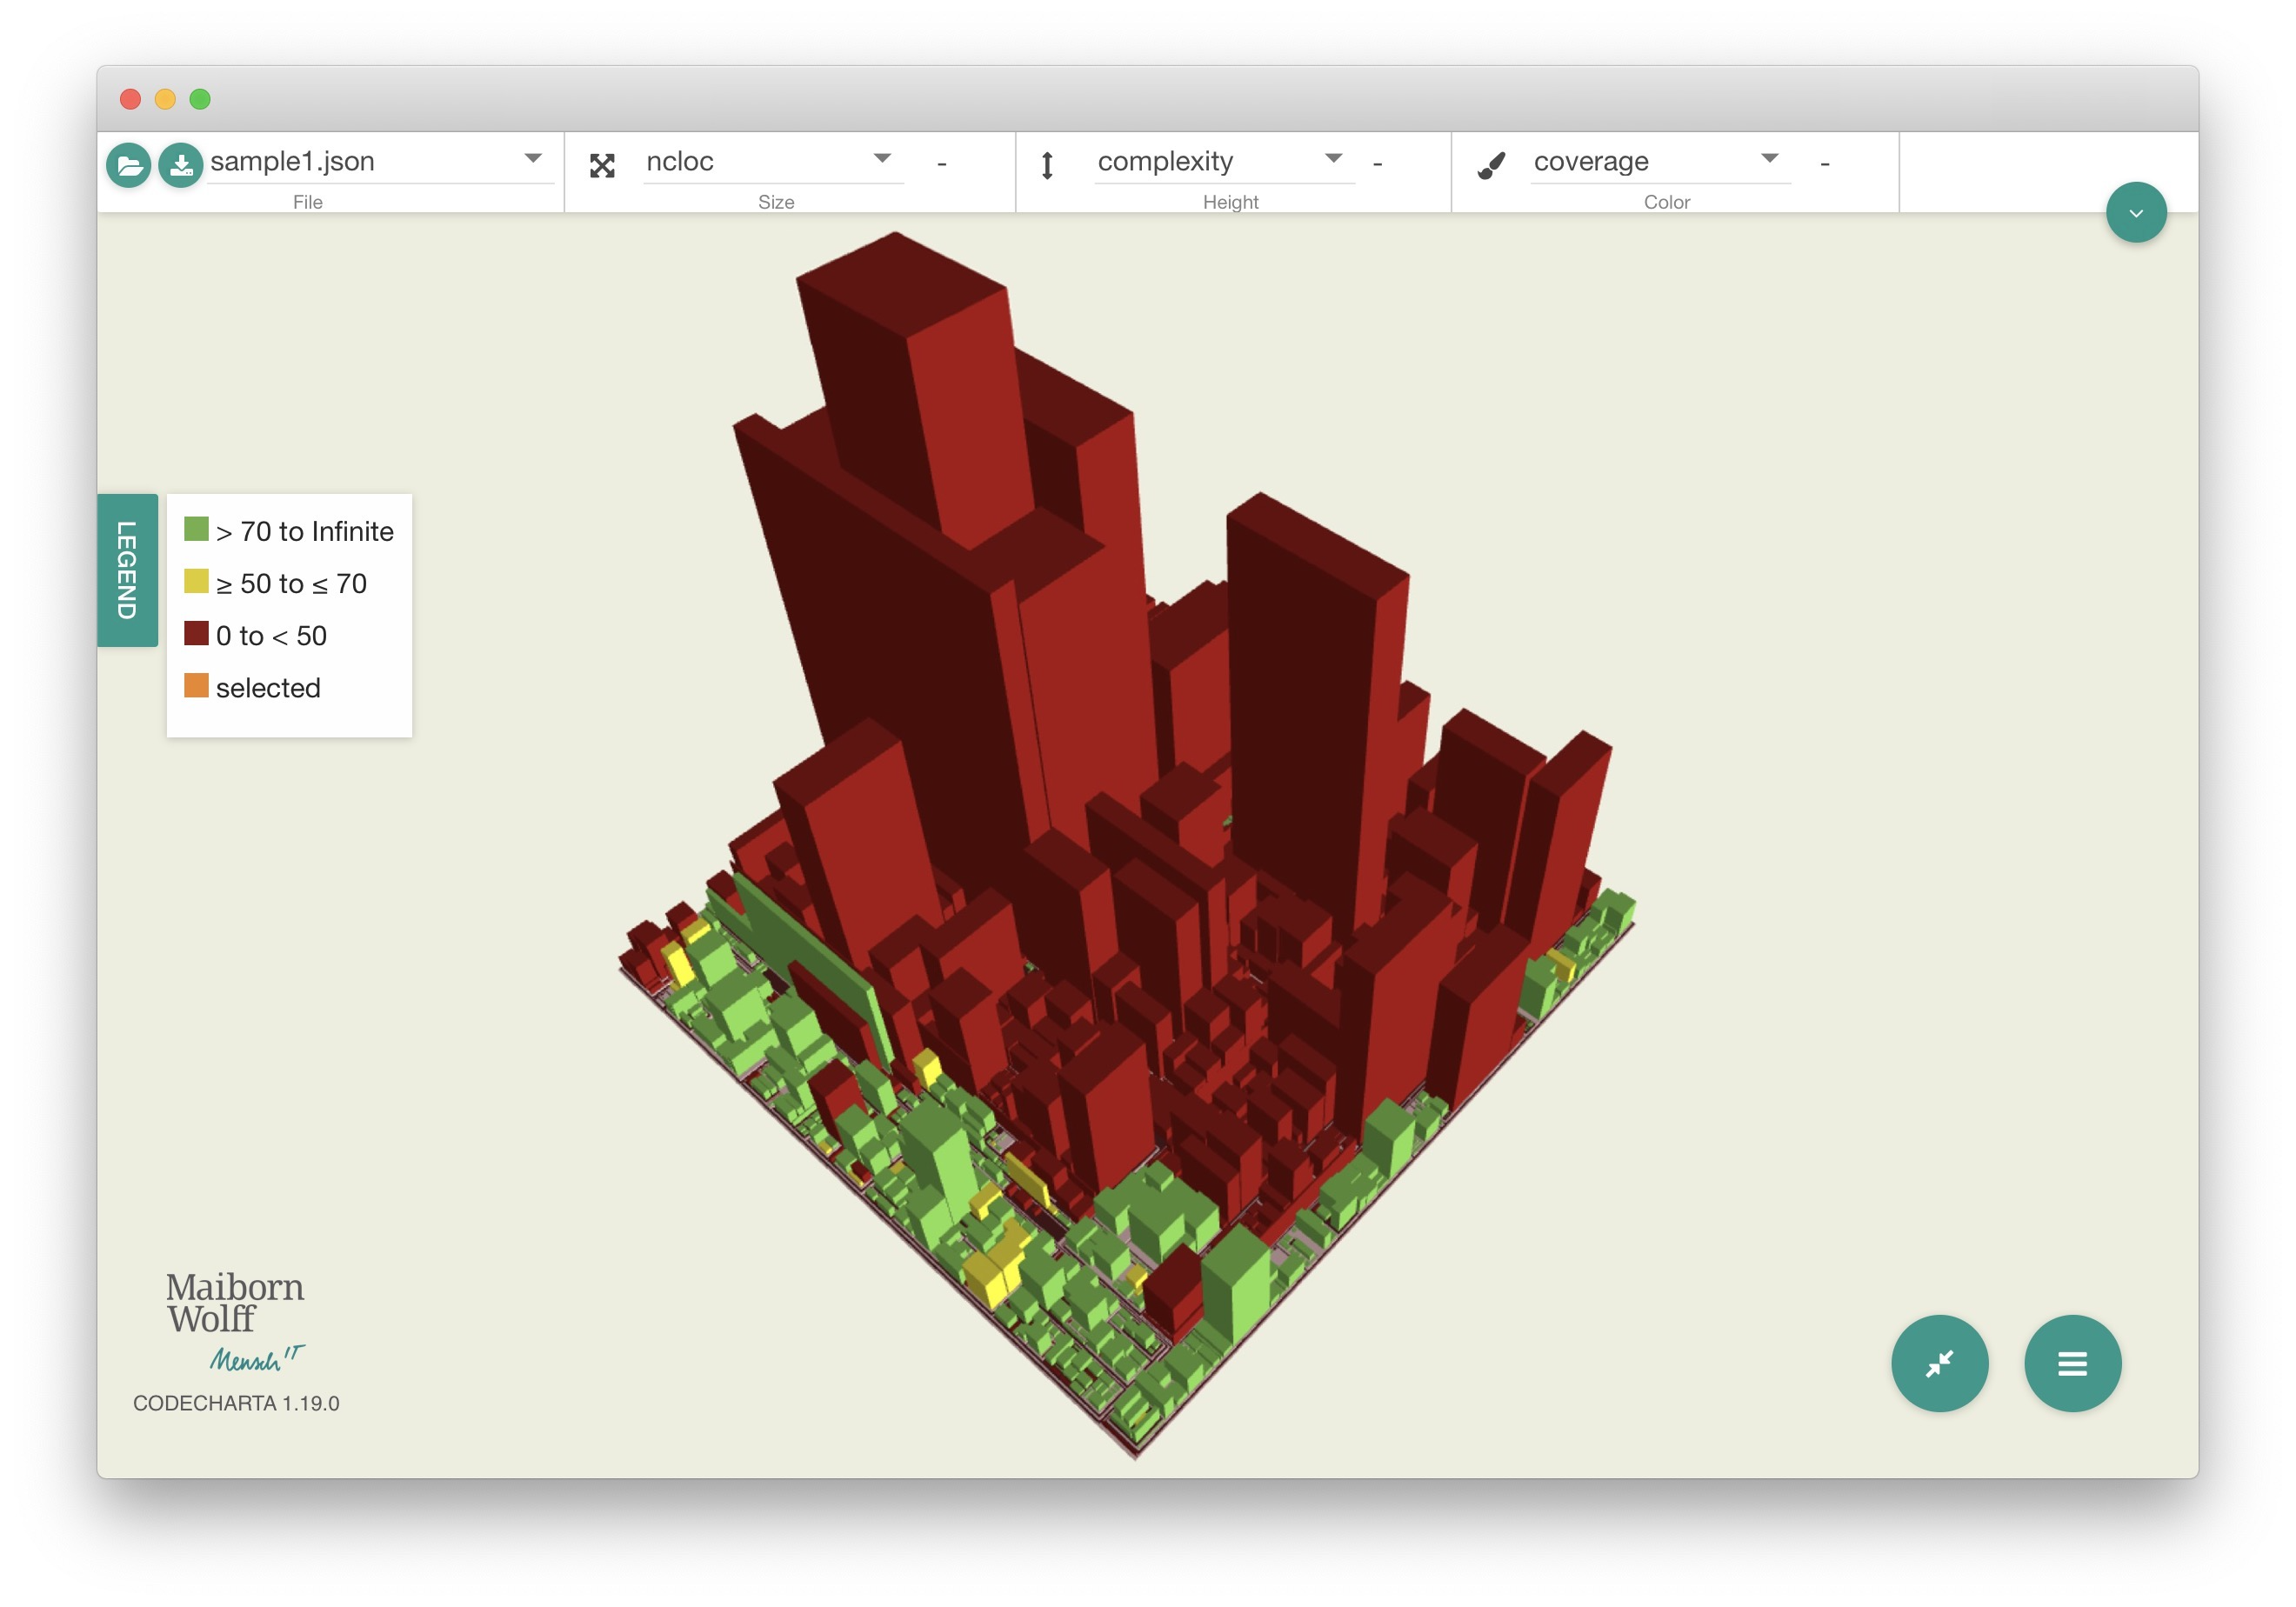 sample1.json
File
ncloc
-
Size
complexity
-
Height
coverage
-
Color
LEGEND
> 70 to Infinite
≥ 50 to ≤ 70
0 to < 50
selected
Maiborn
Wolff
Mensch IT
CODECHARTA 1.19.0